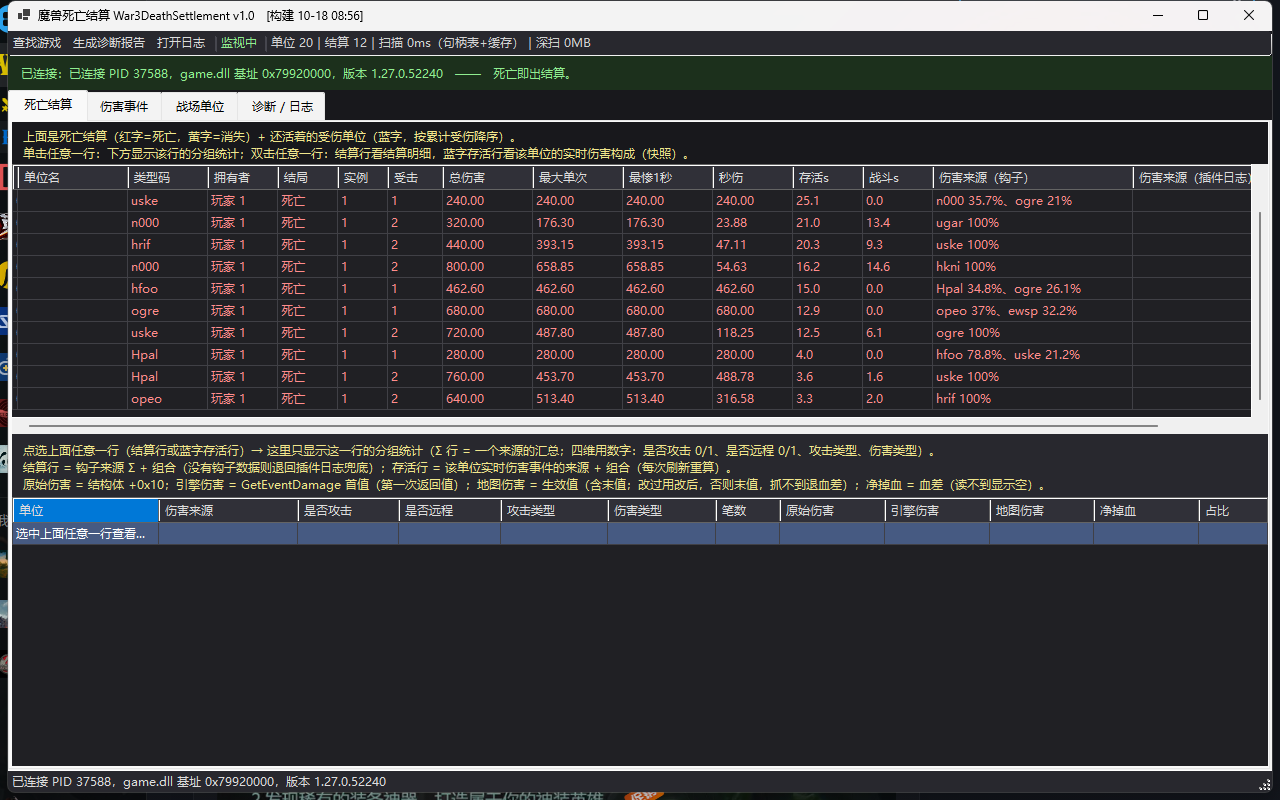 魔兽死亡结算 War3DeathSettlement v1.0 [构建 10-18 08:56]
查找游戏 生成诊断报告 打开日志 | 监视中 | 单位 20 | 结算 12 | 扫描 0ms（句柄表+缓存） | 深扫 0MB
已连接：已连接 PID 37588，game.dll 基址 0x79920000，版本 1.27.0.52240 —— 死亡即出结算。
死亡结算 伤害事件 战场单位 诊断 / 日志
上面是死亡结算（红字=死亡，黄字=消失）+ 还活着的受伤单位（蓝字，按累计受伤降序）。
单击任意一行：下方显示该行的分组统计；双击任意一行：结算行看结算明细，蓝字存活行看该单位的实时伤害构成（快照）。
单位名 类型码 拥有者 结局 实例 受击 总伤害 最大单次 最惨1秒 秒伤 存活s 战斗s 伤害来源（钩子） 伤害来源（插件日志）
uske 玩家 1 死亡 1 1 240.00 240.00 240.00 240.00 25.1 0.0 n000 35.7%、ogre 21%
n000 玩家 1 死亡 1 2 320.00 176.30 176.30 23.88 21.0 13.4 ugar 100%
hrif 玩家 1 死亡 1 2 440.00 393.15 393.15 47.11 20.3 9.3 uske 100%
n000 玩家 1 死亡 1 2 800.00 658.85 658.85 54.63 16.2 14.6 hkni 100%
hfoo 玩家 1 死亡 1 2 462.60 462.60 462.60 462.60 15.0 0.0 Hpal 34.8%、ogre 26.1%
ogre 玩家 1 死亡 1 2 680.00 680.00 680.00 680.00 12.9 0.0 opeo 37%、ewsp 32.2%
uske 玩家 1 死亡 1 2 720.00 487.80 487.80 118.25 12.5 6.1 ogre 100%
Hpal 玩家 1 死亡 1 1 280.00 280.00 280.00 280.00 4.0 0.0 hfoo 78.8%、uske 21.2%
Hpal 玩家 1 死亡 1 2 760.00 453.70 453.70 488.78 3.6 1.6 uske 100%
opeo 玩家 1 死亡 1 2 640.00 513.40 513.40 316.58 3.3 2.0 hrif 100%
点选上面任意一行（结算行或蓝字存活行）→ 这里只显示这一行的分组统计（Σ 行 = 一个来源的汇总；四维用数字：是否攻击 0/1、是否远程 0/1、攻击类型、伤害类型）。
结算行 = 钩子来源 Σ + 组合（没有钩子数据则退回插件日志兜底）；存活行 = 该单位实时伤害事件的来源 + 组合（每次刷新重算）。
原始伤害 = 结构体 +0x10；引擎伤害 = GetEventDamage 首值（第一次返回值）；地图伤害 = 生效值（含末值；改过用改后，否则末值，抓不到退血差）；净掉血 = 血差（读不到显示空）。
单位 伤害来源 是否攻击 是否远程 攻击类型 伤害类型 笔数 原始伤害 引擎伤害 地图伤害 净掉血 占比
选中上面任意一行查看...
已连接 PID 37588，game.dll 基址 0x79920000，版本 1.27.0.52240